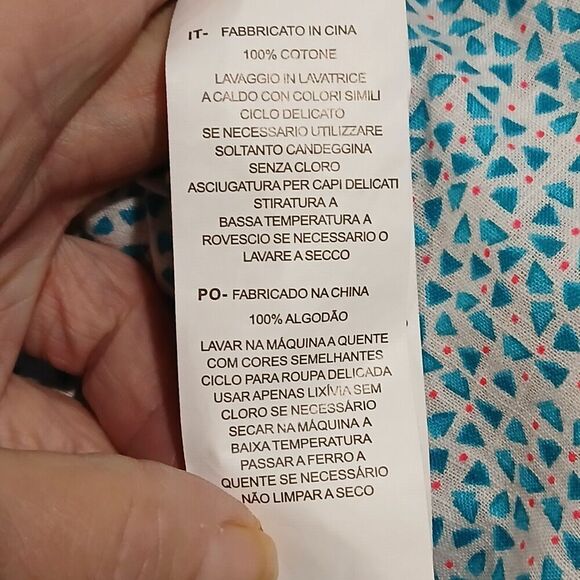 IT- FABBRICATO IN CINA
100% COTONE
LAVAGGIO IN LAVATRICE
A CALDO CON COLORI SIMILI
CICLO DELICATO
SE NECESSARIO UTILIZZARE
SOLTANTO CANDEGGINA
SENZA CLORO
ASCIUGATURA PER CAPI DELICATI
STIRATURA A
BASSA TEMPERATURA A
ROVESCIO SE NECESSARIO O
LAVARE A SECCO
PO- FABRICADO NA CHINA
100% ALGODÃO
LAVAR NA MÁQUINA A QUENTE
COM CORES SEMELHANTES
CICLO PARA ROUPA DELICADA
USAR APENAS LIXÍVIA SEM
CLORO SE NECESSÁRIO
SECAR NA MÁQUINA A
BAIXA TEMPERATURA
PASSAR A FERRO A
QUENTE SE NECESSÁRIO
NÃO LIMPAR A SECO